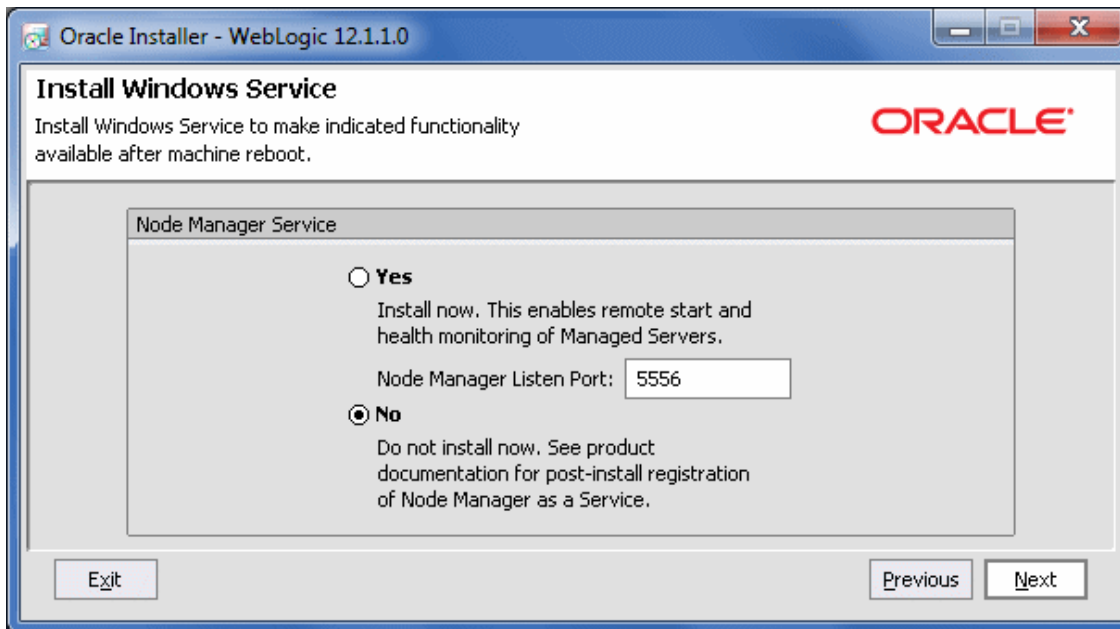 Oracle Installer - WebLogic 12.1.1.0
Install Windows Service
Install Windows Service to make indicated functionality
available after machine reboot.
ORACLE
Node Manager Service
Yes
Install now. This enables remote start and
health monitoring of Managed Servers.
Node Manager Listen Port: 5556
No
Do not install now. See product
documentation for post-install registration
of Node Manager as a Service.
Exit
Previous
Next